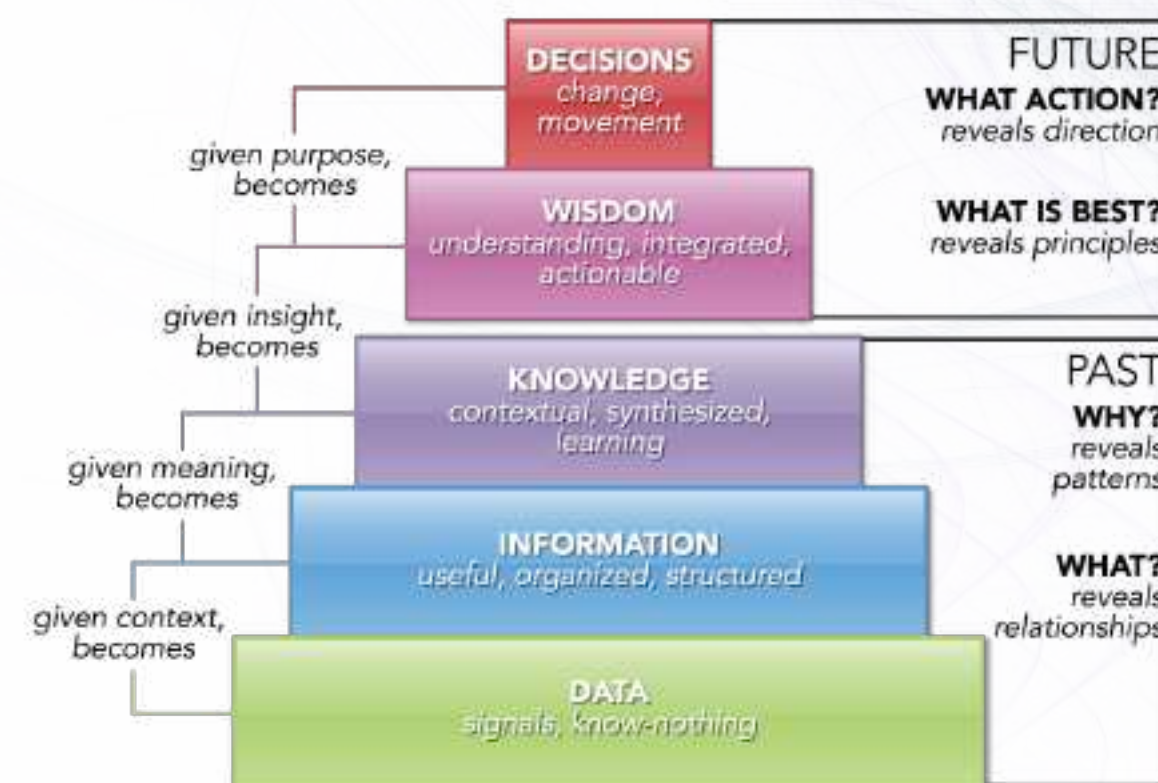 DECISIONS
change,
movement
FUTURE
WHAT ACTION?
reveals direction
given purpose,
becomes
WISDOM
understanding, integrated,
actionable
WHAT IS BEST?
reveals principles
given insight,
becomes
KNOWLEDGE
contextual, synthesized,
learning
PAST
WHY?
reveals
patterns
given meaning,
becomes
INFORMATION
useful, organized, structured
WHAT?
reveals
relationships
given context,
becomes
DATA
signals, know-nothing